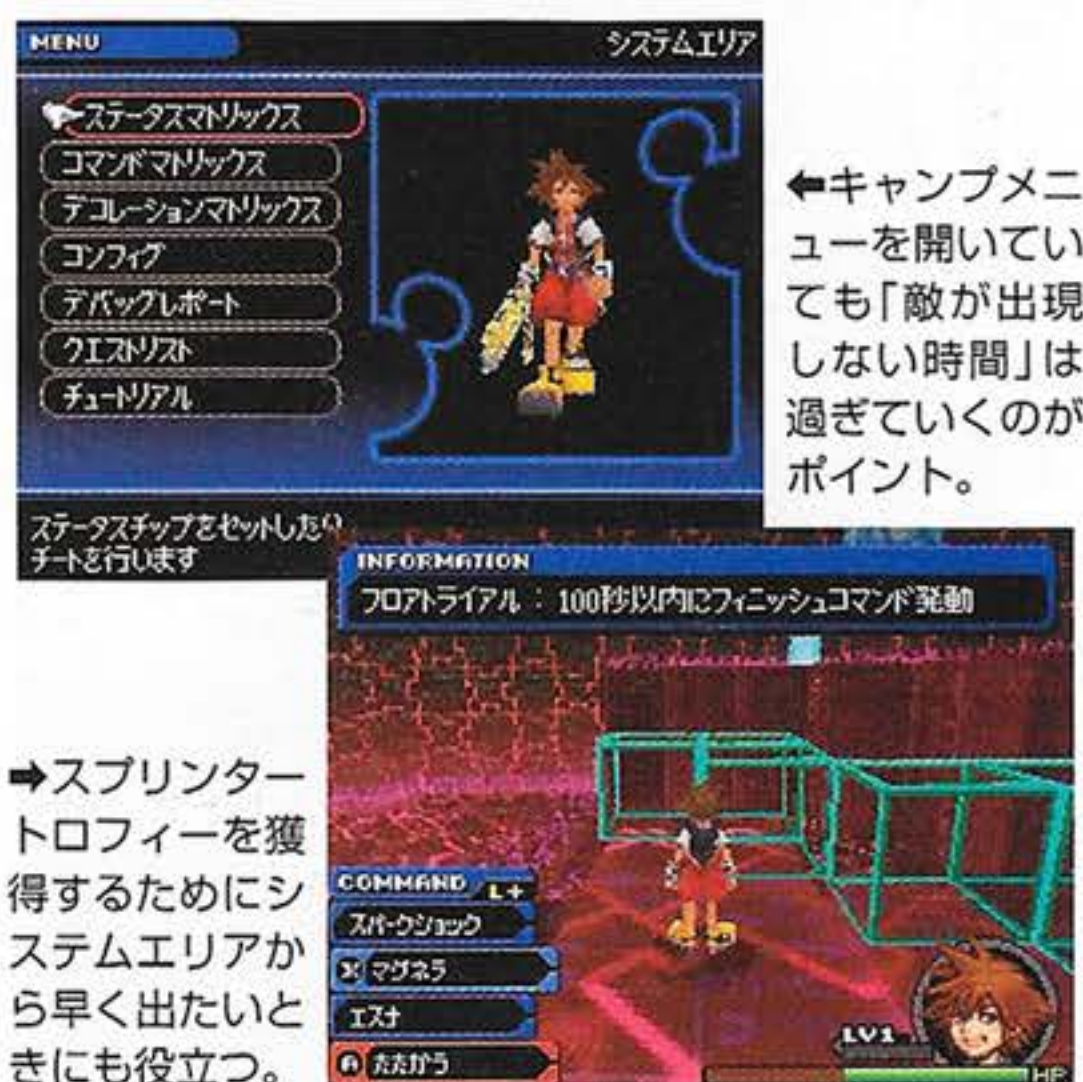 MENU
システムエリア
ステータスマトリックス
コマンドマトリックス
デコレーションマトリックス
コンフィグ
デバッグレポート
クエストリスト
チュートリアル
ステータスチップをセットしたり
チートを行います
⬅キャンプメニ
ューを開いてい
ても「敵が出現
しない時間」は
過ぎていくのが
ポイント。
INFORMATION
フロアトライアル：100秒以内にフィニッシュコマンド発動
➡スプリンター
トロフィーを獲
得するためにシ
ステムエリアか
ら早く出たいと
きにも役立つ。
COMMAND L+
スパークショック
X マグネラ
エスナ
A たたかう
LV1
HP